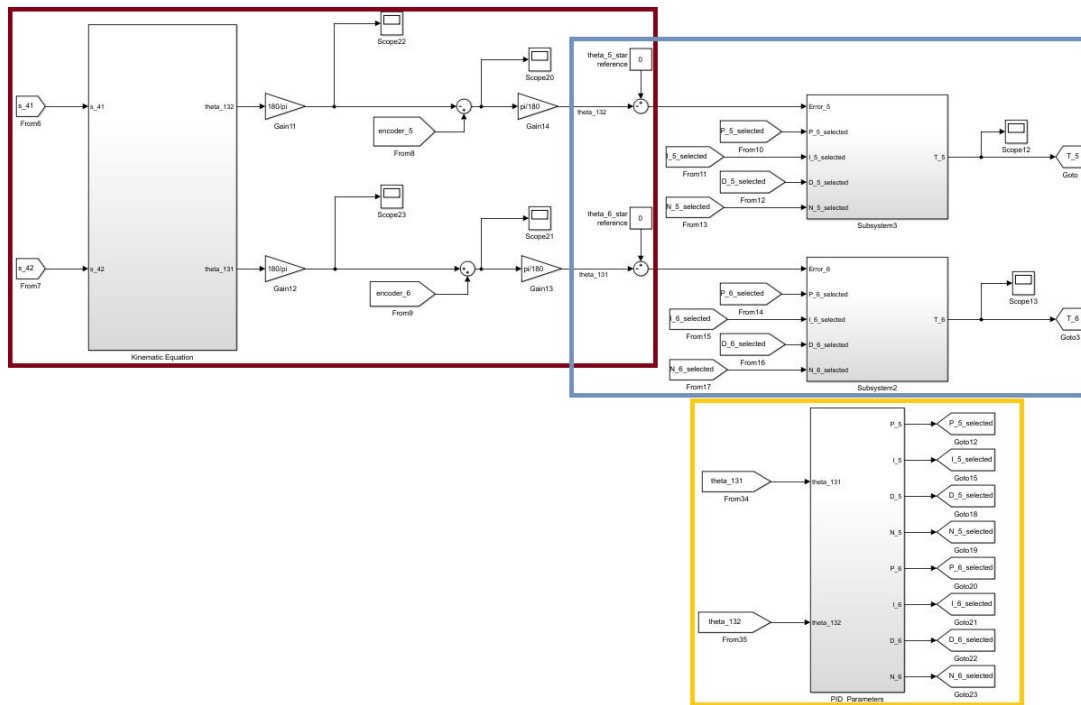 Scope22
theta_5_star
reference
0
Scope20
s_41
From6
s_41
theta_132
180/pi
Gain11
pi/180
Gain14
theta_132
encoder_5
From8
Error_5
P_5_selected
From10
P_5_selected
I_5_selected
From11
I_5_selected
D_5_selected
From12
D_5_selected
N_5_selected
From13
N_5_selected
T_5
Subsystem3
Scope12
T_5
Goto
Scope23
theta_6_star
reference
0
Scope21
s_42
From7
s_42
theta_131
180/pi
Gain12
pi/180
Gain13
theta_131
encoder_6
From9
Kinematic Equation
Error_6
P_6_selected
From14
P_6_selected
I_6_selected
From15
I_6_selected
D_6_selected
From16
D_6_selected
N_6_selected
From17
N_6_selected
T_6
Subsystem2
Scope13
T_6
Goto3
theta_131
From34
theta_131
theta_132
From35
theta_132
P_5
P_5_selected
Goto12
I_5
I_5_selected
Goto15
D_5
D_5_selected
Goto18
N_5
N_5_selected
Goto19
P_6
P_6_selected
Goto20
I_6
I_6_selected
Goto21
D_6
D_6_selected
Goto22
N_6
N_6_selected
Goto23
PID_Parameters